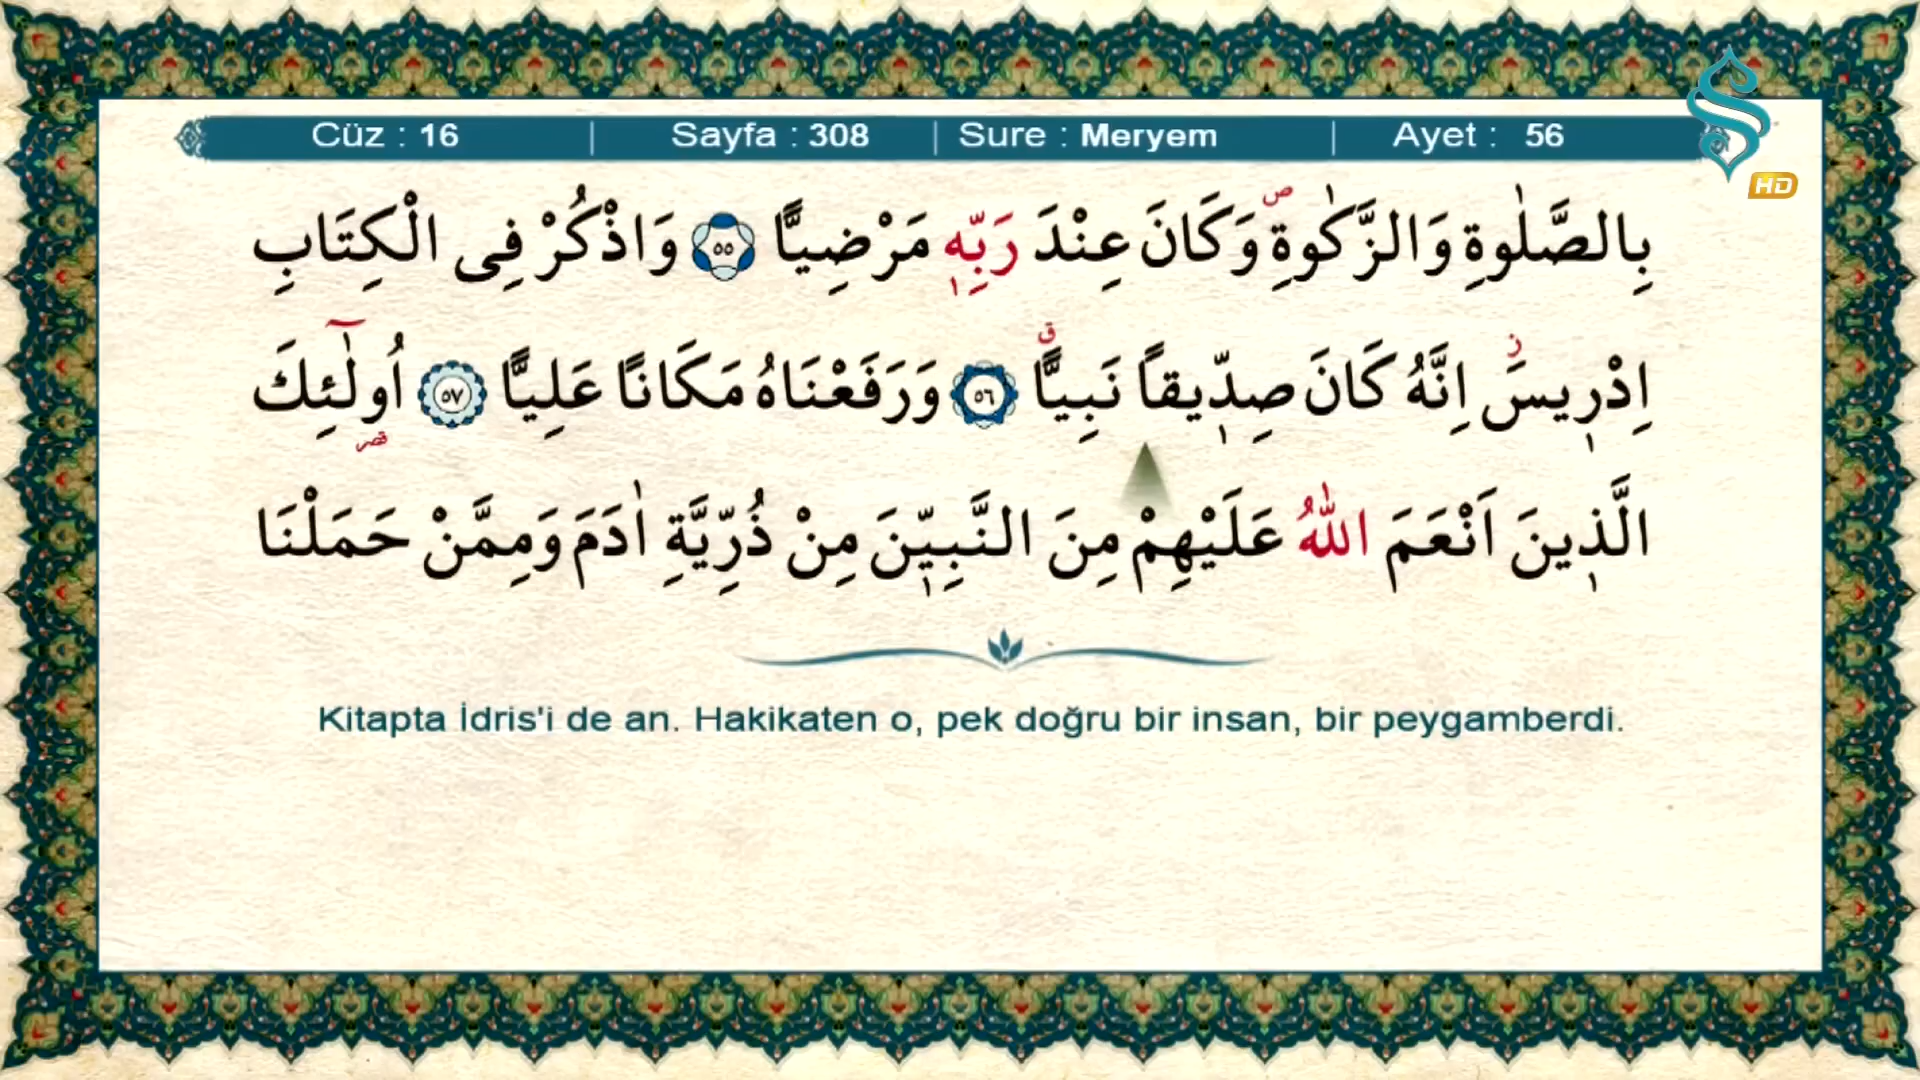 Cüz : 16 | Sayfa : 308 | Sure : Meryem | Ayet : 56
HD
بِالصَّلٰوةِ وَالزَّكٰوةِۖ وَكَانَ عِنْدَ رَبِّه۪ مَرْضِيًّا ﴿٥٥﴾ وَاذْكُرْ فِى الْكِتَابِ
اِدْر۪يسَۘ اِنَّهُ كَانَ صِدّ۪يقاً نَبِيًّاۗ ﴿٥٦﴾ وَرَفَعْنَاهُ مَكَانًا عَلِيًّا ﴿٥٧﴾ اُولٰٓئِكَ
الَّذ۪ينَ اَنْعَمَ اللّٰهُ عَلَيْهِمْ مِنَ النَّبِيّ۪نَ مِنْ ذُرِّيَّةِ اٰدَمَ وَمِمَّنْ حَمَلْنَا
Kitapta İdris'i de an. Hakikaten o, pek doğru bir insan, bir peygamberdi.